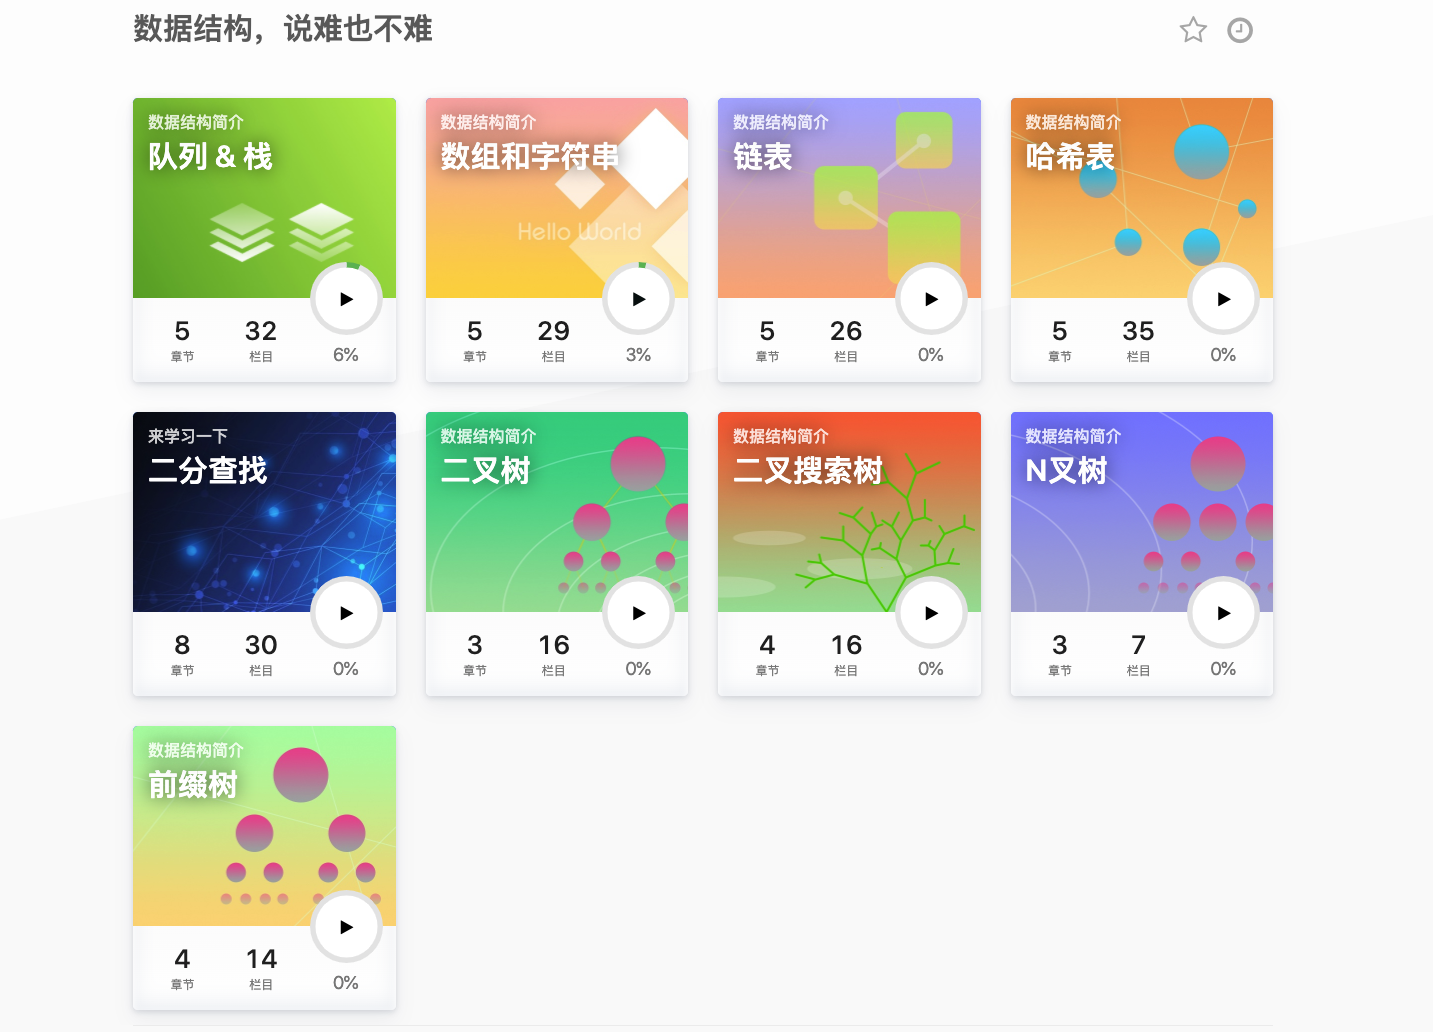 数据结构，说难也不难
数据结构简介
队列 & 栈
5
章节
32
栏目
6%
数据结构简介
数组和字符串
Hello World
5
章节
29
栏目
3%
数据结构简介
链表
5
章节
26
栏目
0%
数据结构简介
哈希表
5
章节
35
栏目
0%
来学习一下
二分查找
8
章节
30
栏目
0%
数据结构简介
二叉树
3
章节
16
栏目
0%
数据结构简介
二叉搜索树
4
章节
16
栏目
0%
数据结构简介
N叉树
3
章节
7
栏目
0%
数据结构简介
前缀树
4
章节
14
栏目
0%